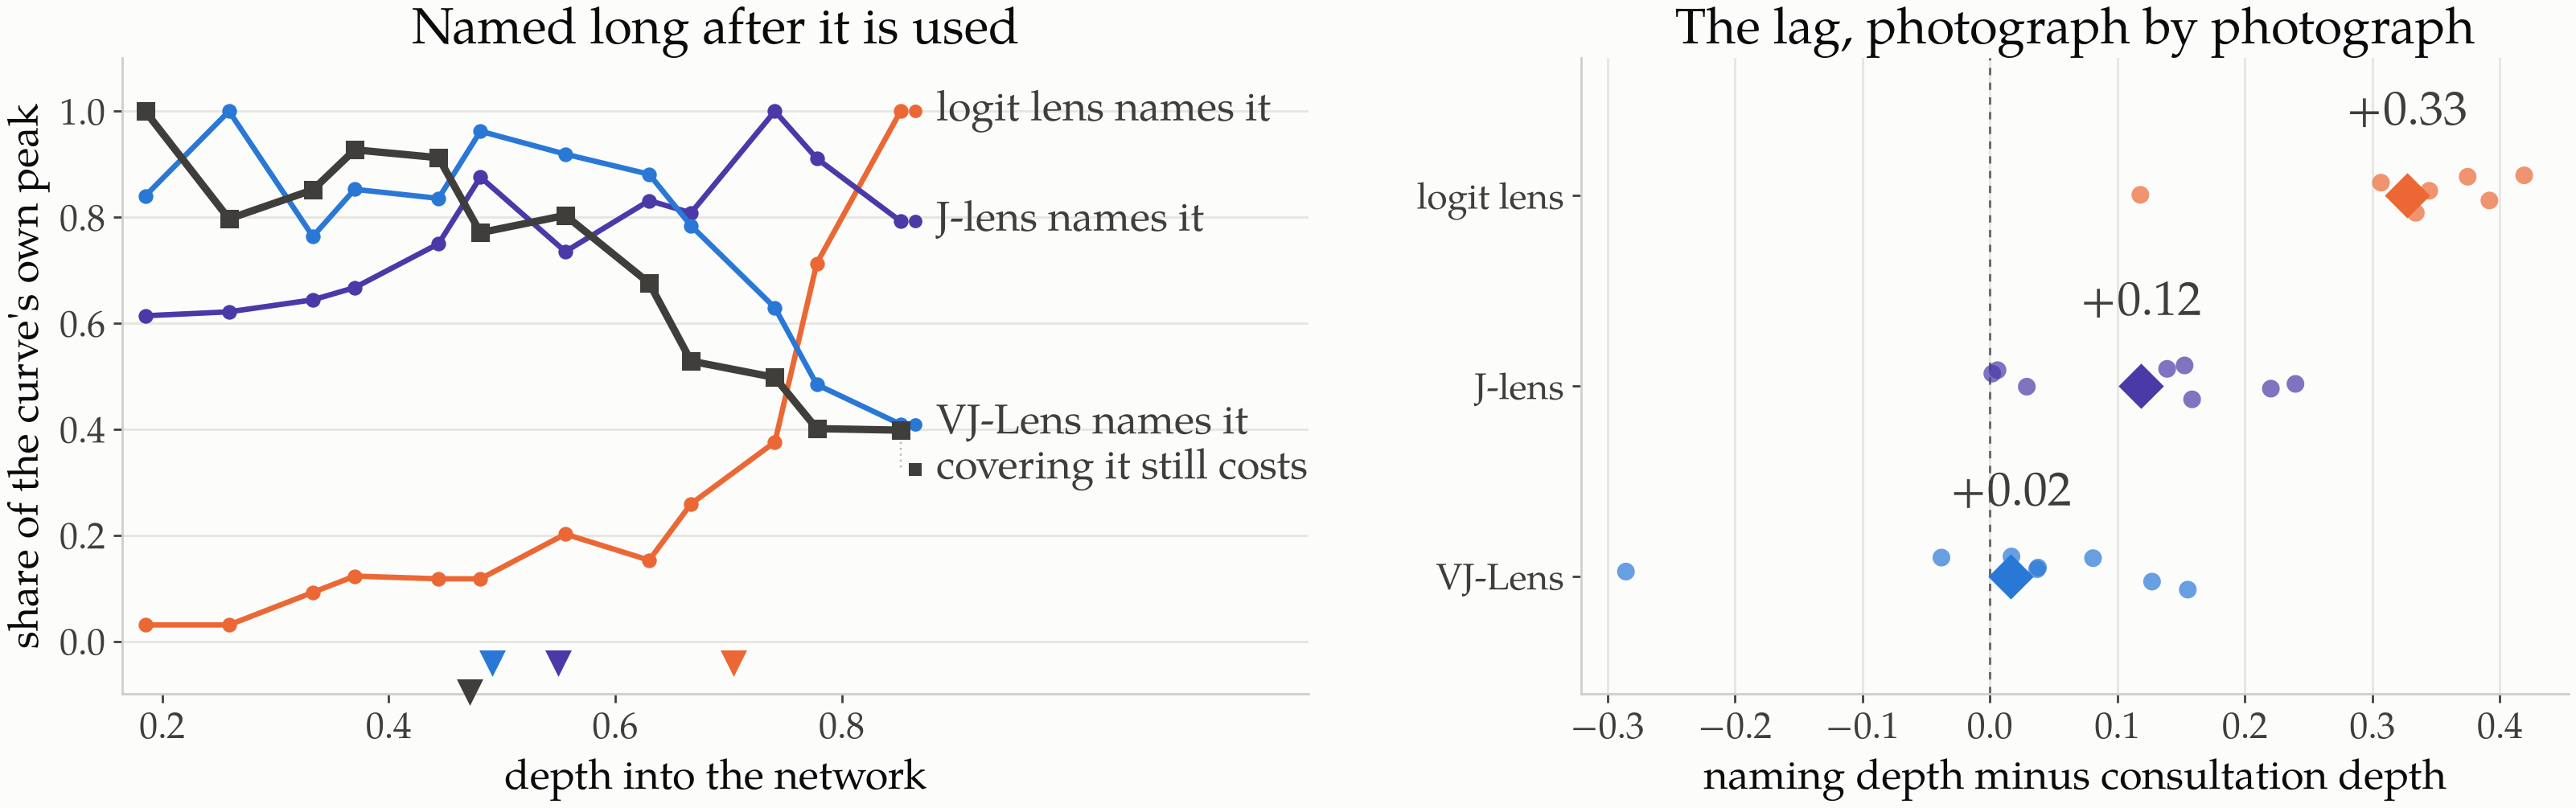 Named long after it is used
share of the curve's own peak
1.0
0.8
0.6
0.4
0.2
0.0
logit lens names it
J-lens names it
VJ-Lens names it
covering it still costs
0.2 0.4 0.6 0.8
depth into the network
The lag, photograph by photograph
+0.33
logit lens
+0.12
J-lens
+0.02
VJ-Lens
−0.3 −0.2 −0.1 0.0 0.1 0.2 0.3 0.4
naming depth minus consultation depth